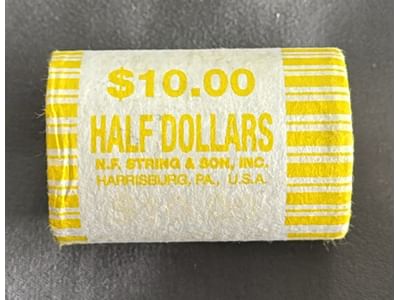 $10.00
HALF DOLLARS
N.F. STRING & SON, INC.
HARRISBURG, PA., U.S.A.